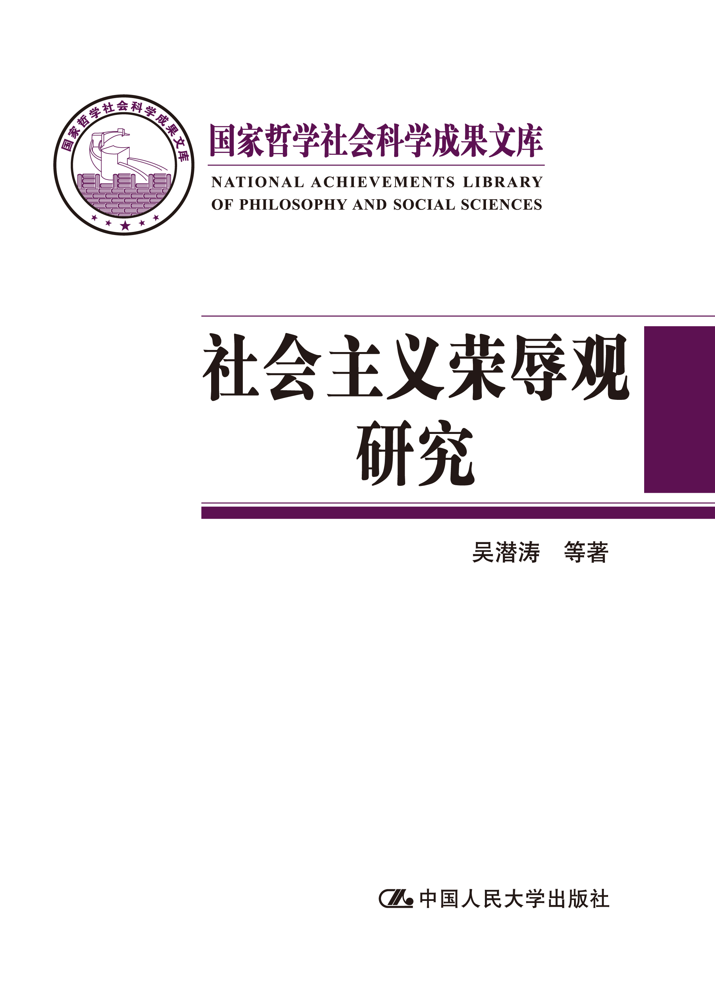 国家哲学社会科学成果文库
国家哲学社会科学成果文库
NATIONAL ACHIEVEMENTS LIBRARY
OF PHILOSOPHY AND SOCIAL SCIENCES
社会主义荣辱观
研究
吴潜涛 等著
中国人民大学出版社